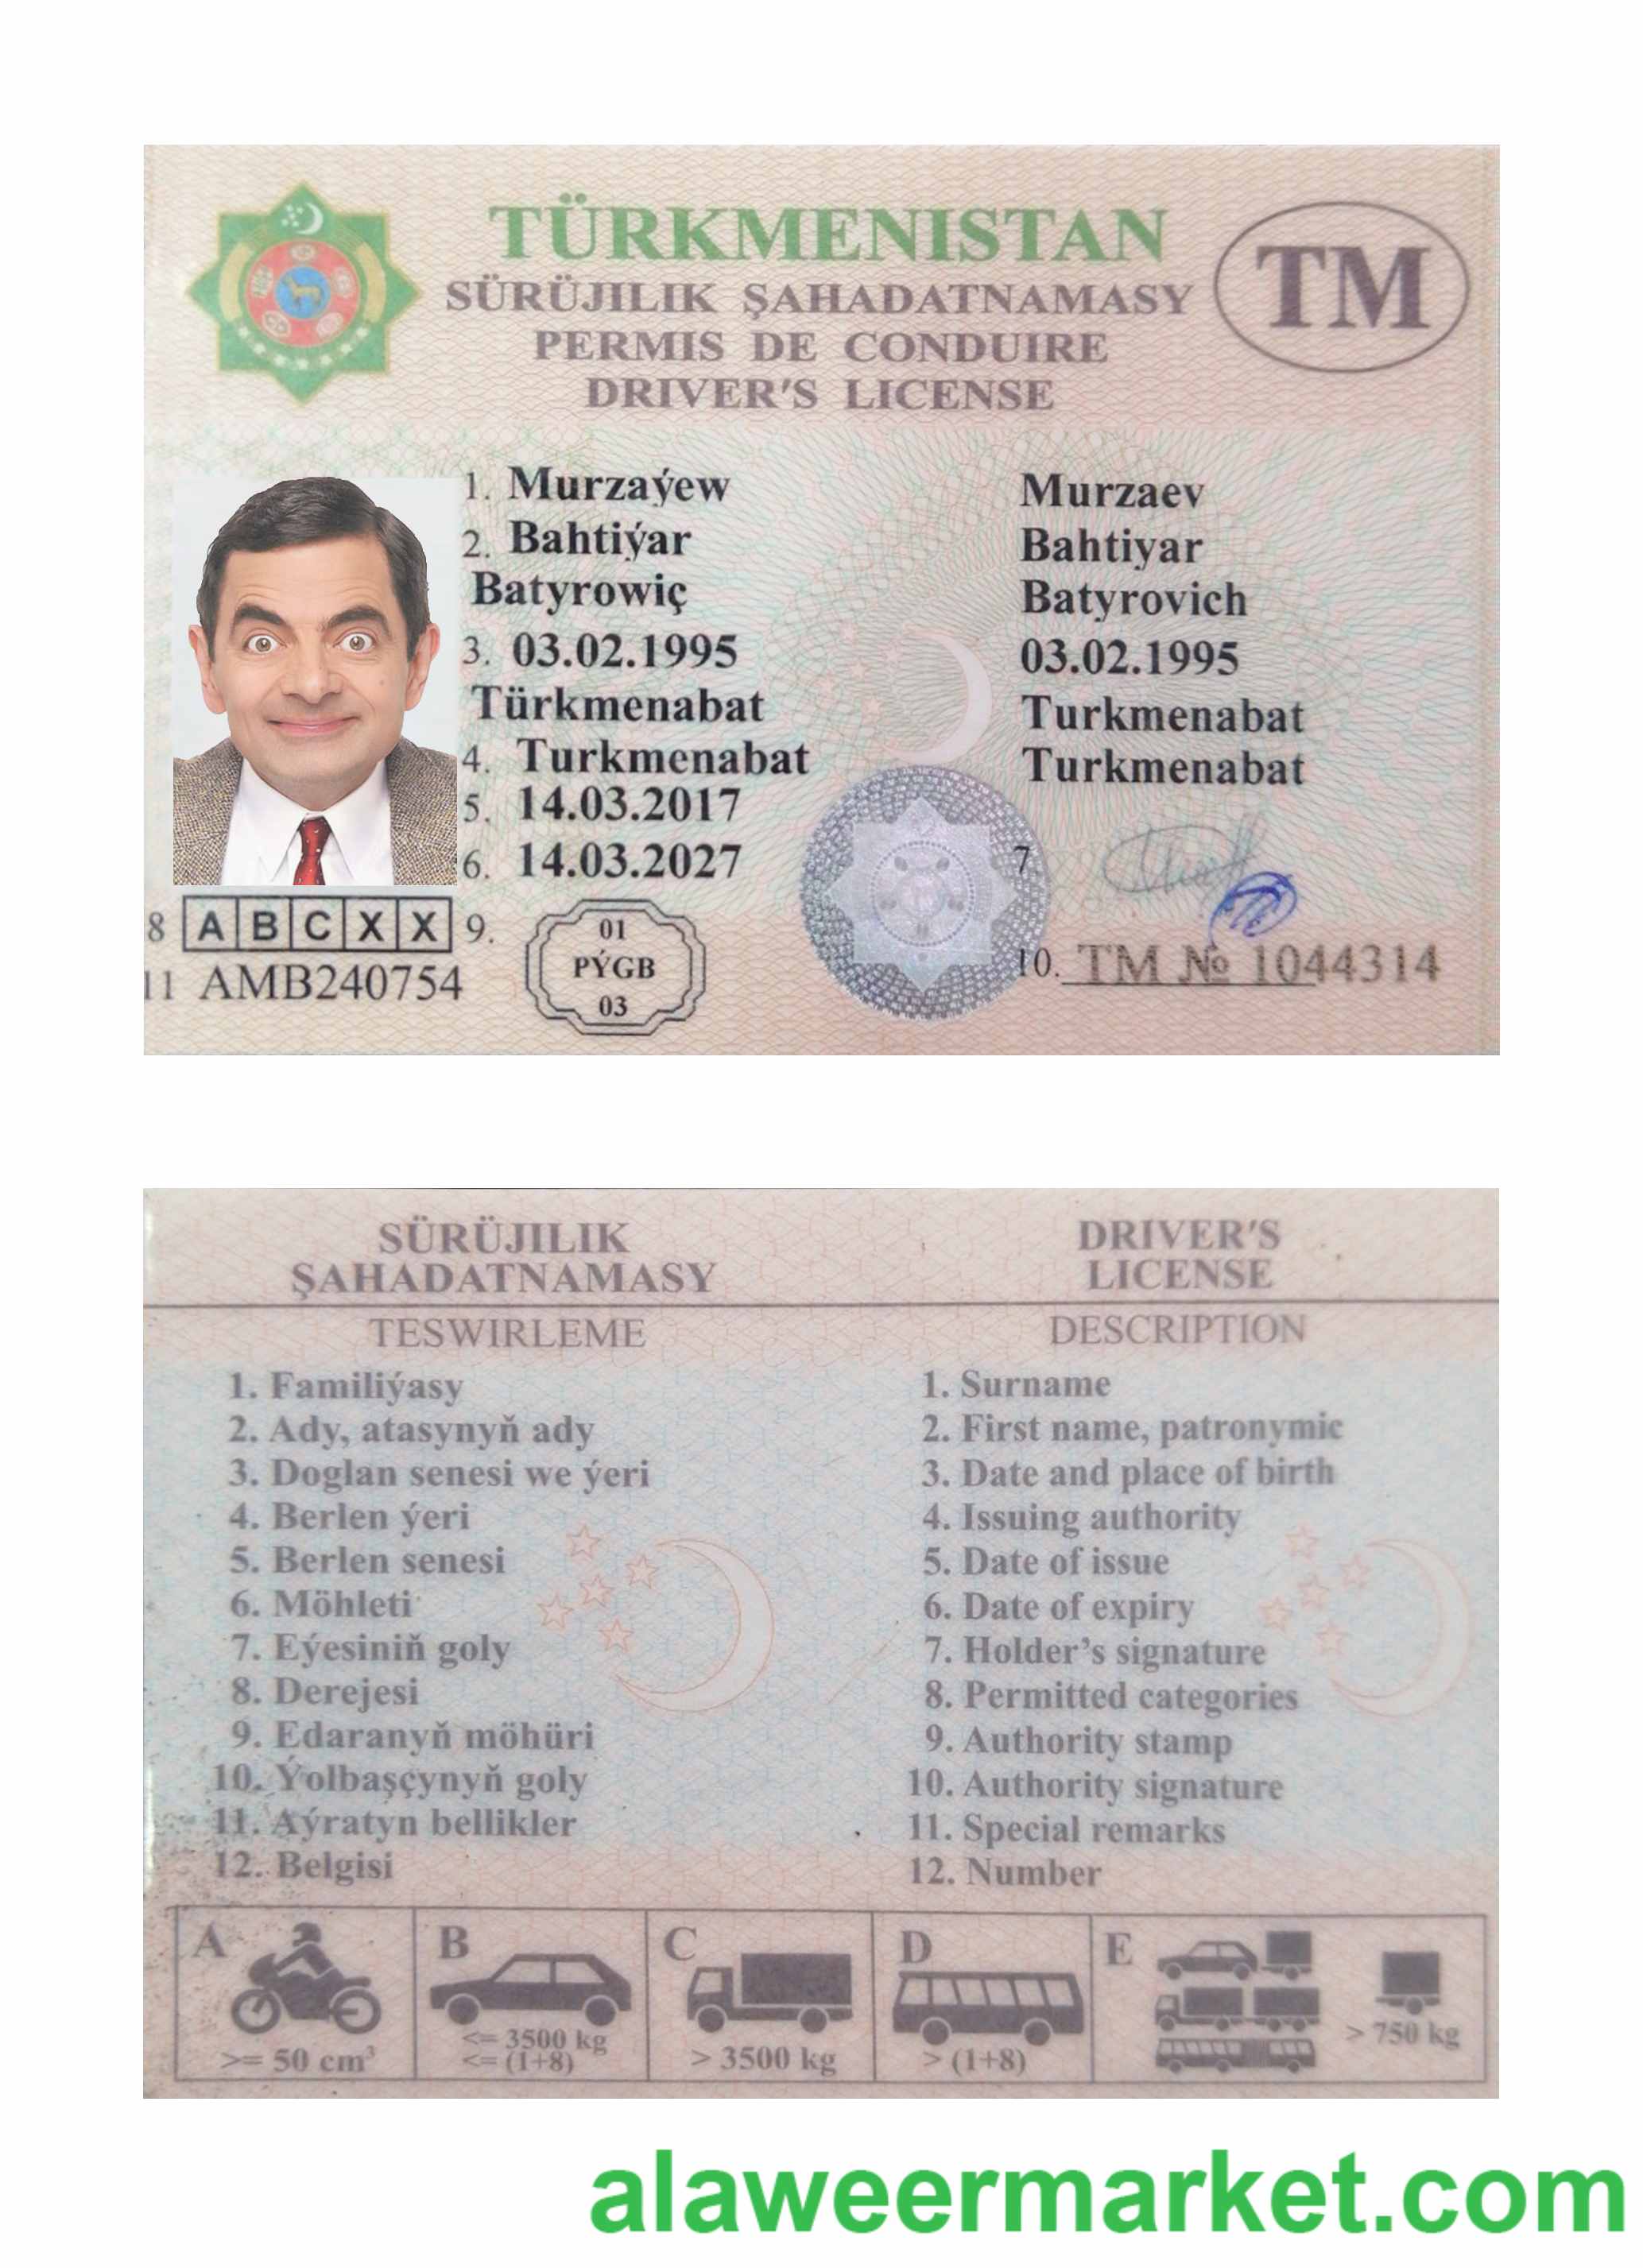 TÜRKMENISTAN
SÜRÜJILIK ŞAHADATNAMASY
PERMIS DE CONDUIRE
DRIVER'S LICENSE
TM
1. Murzaýew Murzaev
2. Bahtiýar Bahtiyar
Batyrowiç Batyrovich
3. 03.02.1995 03.02.1995
Türkmenabat Turkmenabat
4. Turkmenabat Turkmenabat
5. 14.03.2017
6. 14.03.2027 7
8 A B C X X 9. 01
PÝGB
03
10. TM № 1044314
11 AMB240754
SÜRÜJILIK
ŞAHADATNAMASY
TESWIRLEME
1. Familiýasy
2. Ady, atasynyň ady
3. Doglan senesi we ýeri
4. Berlen ýeri
5. Berlen senesi
6. Möhleti
7. Eýesiniň goly
8. Derejesi
9. Edaranyň möhüri
10. Ýolbaşçynyň goly
11. Aýratyn bellikler
12. Belgisi
DRIVER'S
LICENSE
DESCRIPTION
1. Surname
2. First name, patronymic
3. Date and place of birth
4. Issuing authority
5. Date of issue
6. Date of expiry
7. Holder's signature
8. Permitted categories
9. Authority stamp
10. Authority signature
11. Special remarks
12. Number
A
>= 50 cm³
B
<= 3500 kg
<= (1+8)
C
> 3500 kg
D
> (1+8)
E
> 750 kg
alaweermarket.com